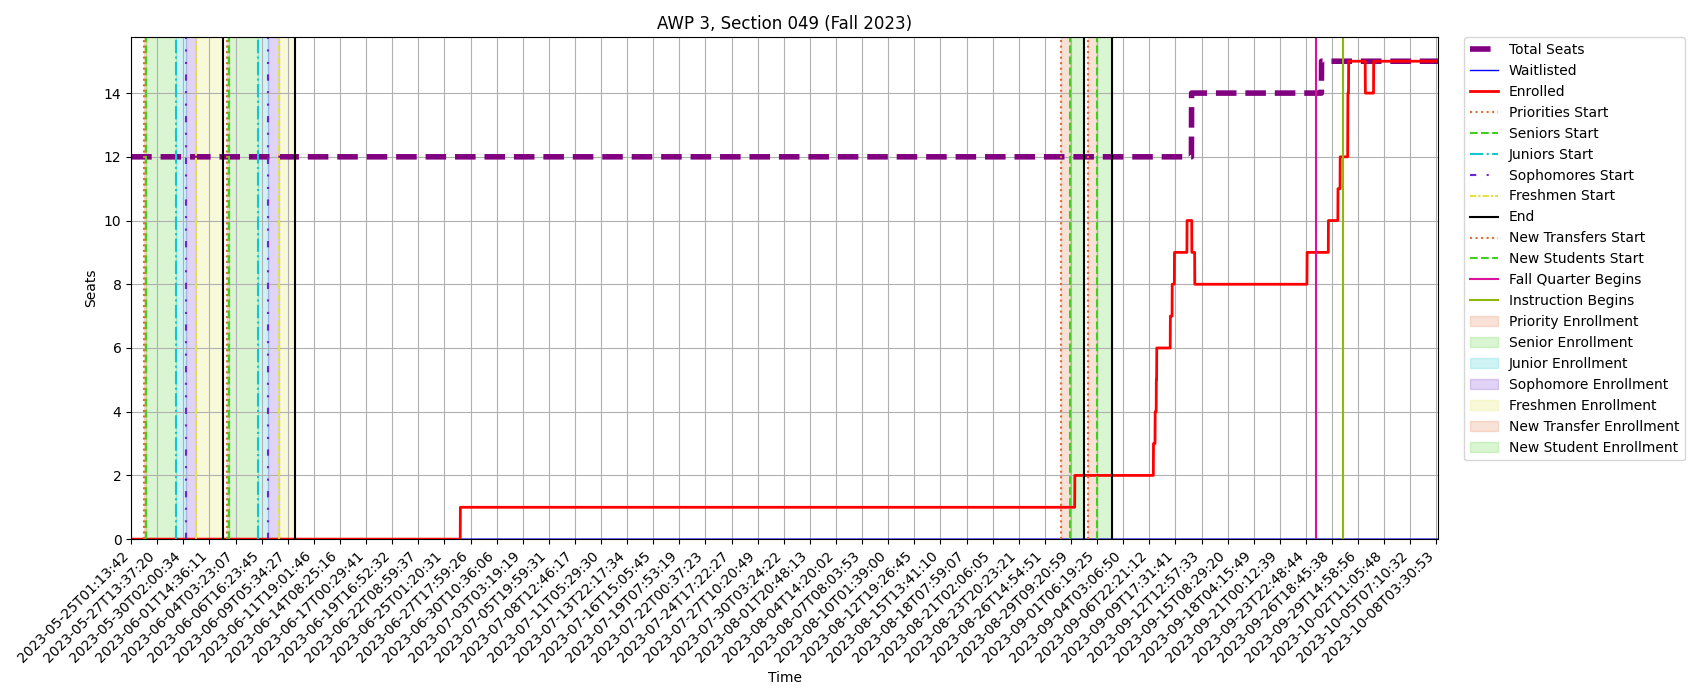 AWP 3, Section 049 (Fall 2023)
Seats
14
12
10
8
6
4
2
0
2023-05-25T01:13:42
2023-05-27T13:37:20
2023-05-30T02:00:34
2023-06-01T14:36:11
2023-06-04T03:23:07
2023-06-06T16:23:45
2023-06-09T05:34:27
2023-06-11T19:01:46
2023-06-14T08:25:16
2023-06-17T00:29:41
2023-06-19T16:52:32
2023-06-22T08:59:37
2023-06-25T01:20:31
2023-06-27T17:59:26
2023-06-30T10:36:06
2023-07-03T03:19:19
2023-07-05T19:59:31
2023-07-08T12:46:17
2023-07-11T05:29:30
2023-07-13T22:17:34
2023-07-16T15:05:45
2023-07-19T07:53:19
2023-07-22T00:37:23
2023-07-24T17:22:27
2023-07-27T10:20:49
2023-07-30T03:24:22
2023-08-01T20:48:13
2023-08-04T14:20:02
2023-08-07T08:03:53
2023-08-10T01:39:00
2023-08-12T19:26:45
2023-08-15T13:41:10
2023-08-18T07:59:07
2023-08-21T02:06:05
2023-08-23T20:23:21
2023-08-26T14:54:51
2023-08-29T09:20:59
2023-09-01T06:19:25
2023-09-04T03:06:50
2023-09-06T22:21:12
2023-09-09T17:31:41
2023-09-12T12:57:33
2023-09-15T08:29:20
2023-09-18T04:15:49
2023-09-21T00:12:39
2023-09-23T22:48:44
2023-09-26T18:45:38
2023-09-29T14:58:56
2023-10-02T11:05:48
2023-10-05T07:10:32
2023-10-08T03:30:53
Time
Total Seats
Waitlisted
Enrolled
Priorities Start
Seniors Start
Juniors Start
Sophomores Start
Freshmen Start
End
New Transfers Start
New Students Start
Fall Quarter Begins
Instruction Begins
Priority Enrollment
Senior Enrollment
Junior Enrollment
Sophomore Enrollment
Freshmen Enrollment
New Transfer Enrollment
New Student Enrollment